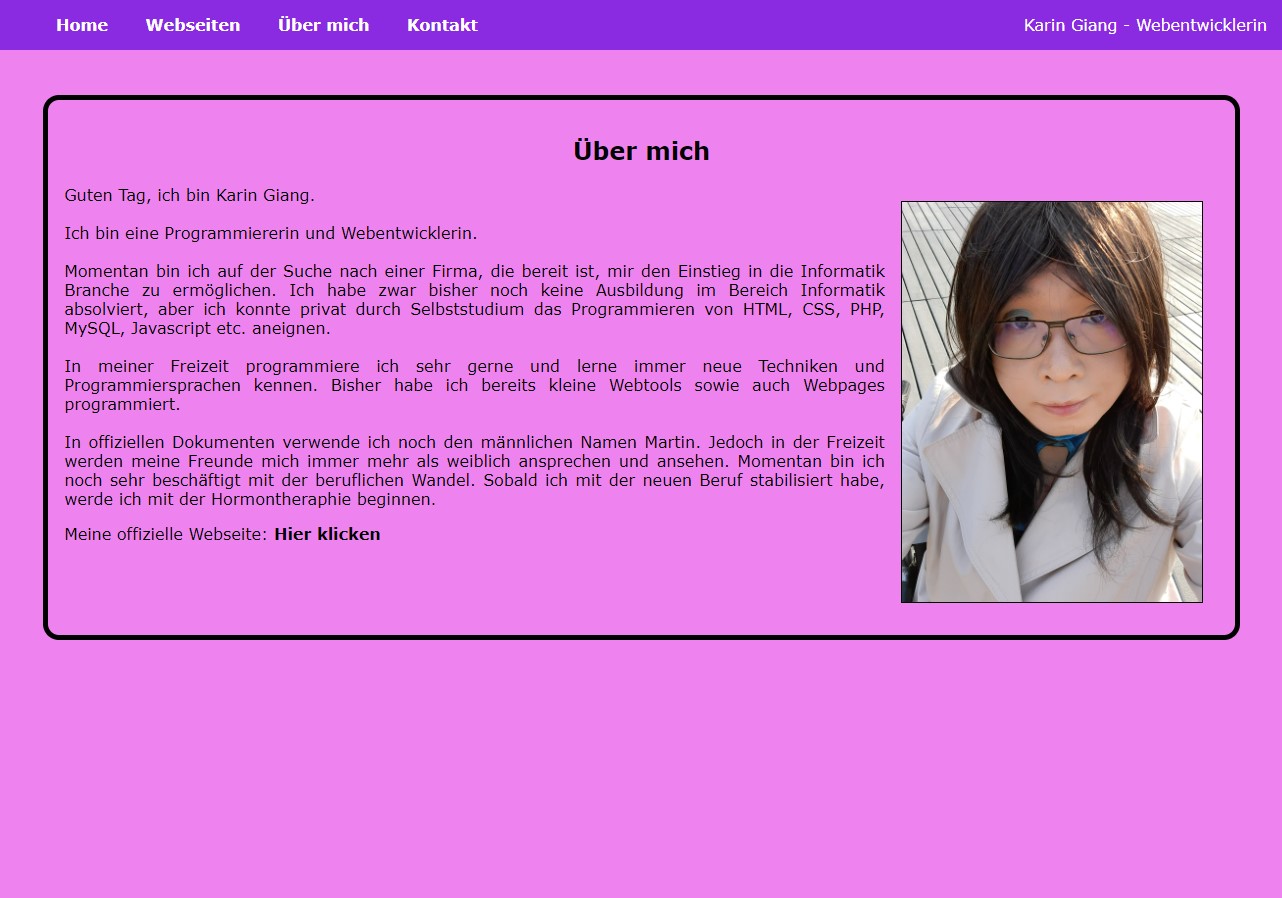 Home Webseiten Über mich Kontakt Karin Giang - Webentwicklerin
Über mich
Guten Tag, ich bin Karin Giang.
Ich bin eine Programmiererin und Webentwicklerin.
Momentan bin ich auf der Suche nach einer Firma, die bereit ist, mir den Einstieg in die Informatik
Branche zu ermöglichen. Ich habe zwar bisher noch keine Ausbildung im Bereich Informatik
absolviert, aber ich konnte privat durch Selbststudium das Programmieren von HTML, CSS, PHP,
MySQL, Javascript etc. aneignen.
In meiner Freizeit programmiere ich sehr gerne und lerne immer neue Techniken und
Programmiersprachen kennen. Bisher habe ich bereits kleine Webtools sowie auch Webpages
programmiert.
In offiziellen Dokumenten verwende ich noch den männlichen Namen Martin. Jedoch in der Freizeit
werden meine Freunde mich immer mehr als weiblich ansprechen und ansehen. Momentan bin ich
noch sehr beschäftigt mit der beruflichen Wandel. Sobald ich mit der neuen Beruf stabilisiert habe,
werde ich mit der Hormontheraphie beginnen.
Meine offizielle Webseite: Hier klicken